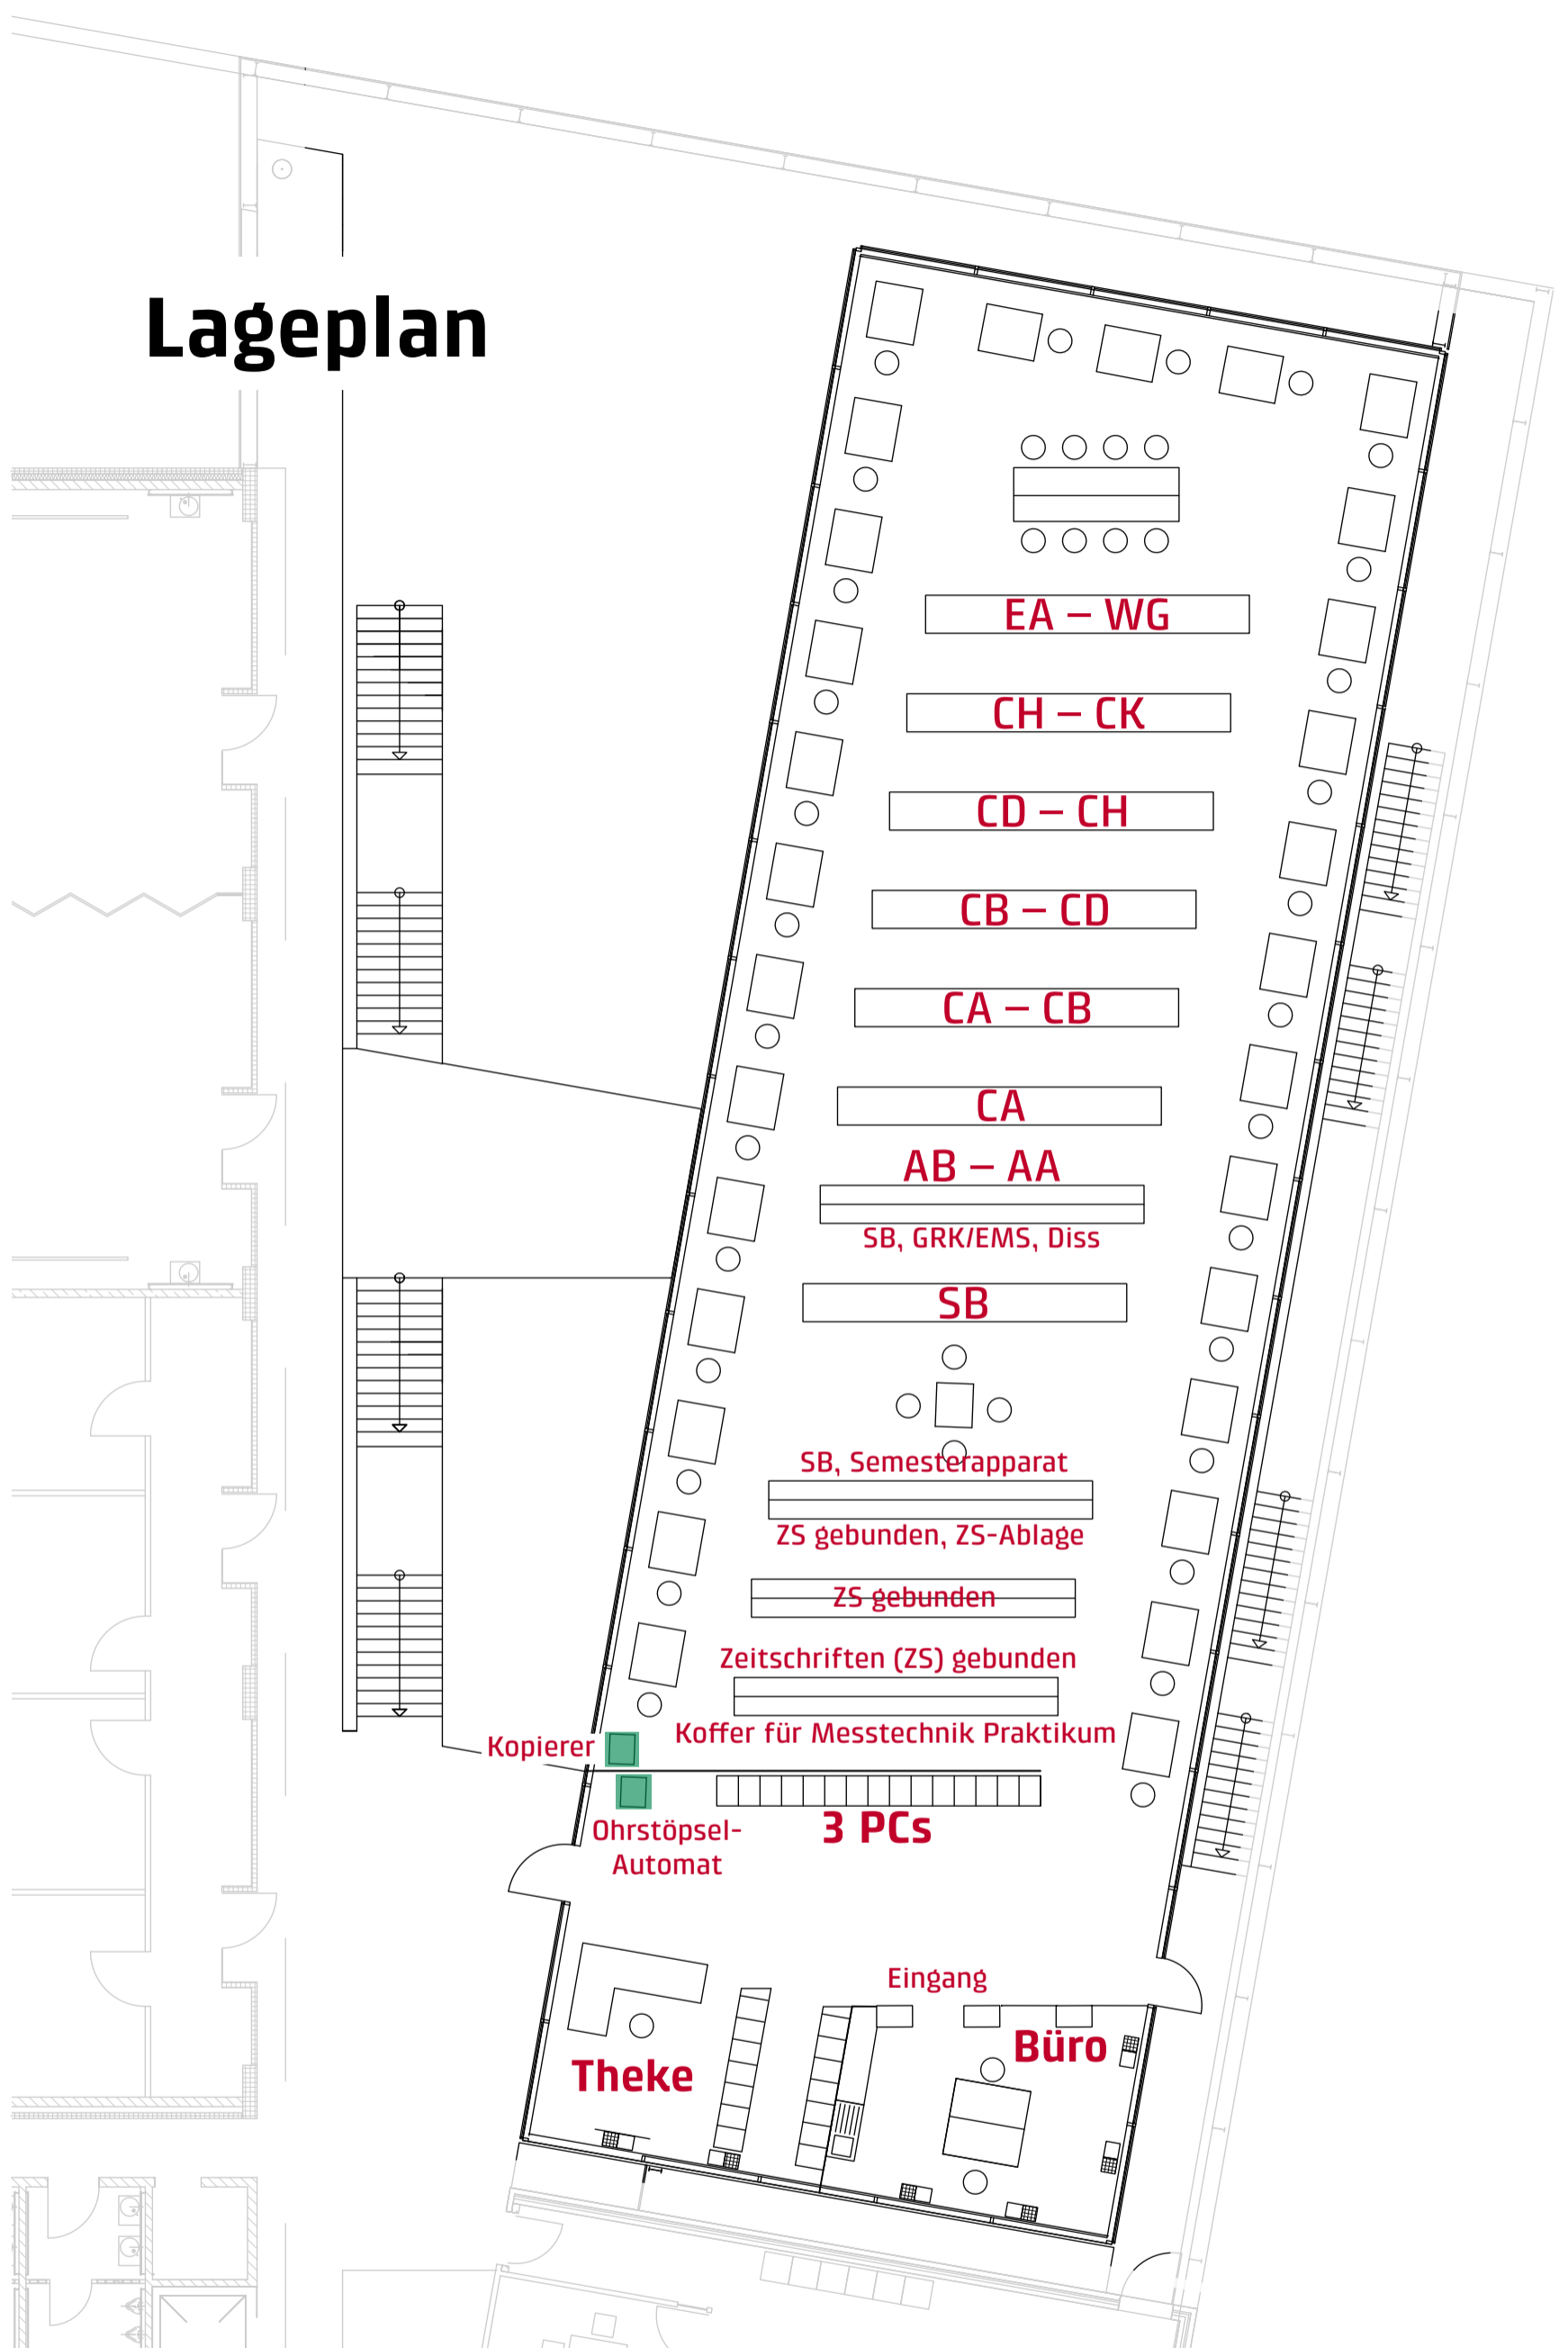 Lageplan
EA – WG
CH – CK
CD – CH
CB – CD
CA – CB
CA
AB – AA
SB, GRK/EMS, Diss
SB
SB, Semesterapparat
ZS gebunden, ZS-Ablage
ZS gebunden
Zeitschriften (ZS) gebunden
Koffer für Messtechnik Praktikum
Kopierer
3 PCs
Ohrstöpsel-
Automat
Eingang
Büro
Theke